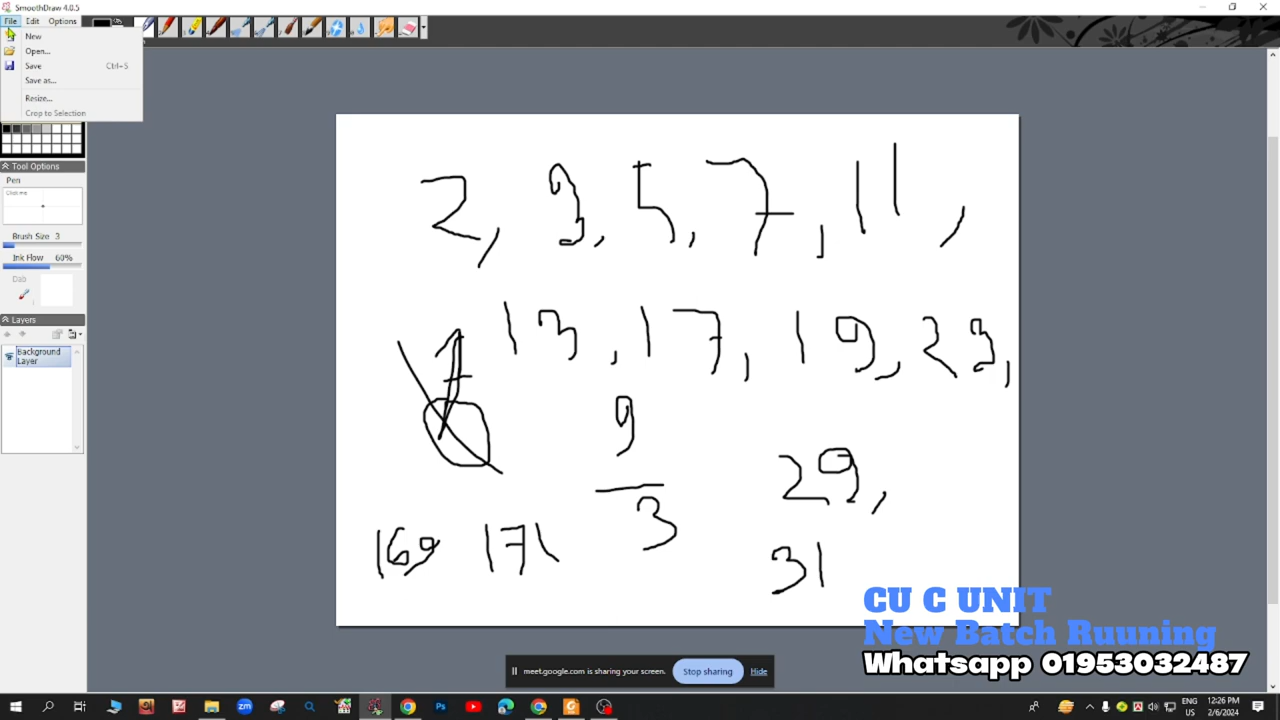 SmoothDraw 4.0.5
File Edit Options
New
Open...
Save Ctrl+S
Save as...
Resize...
Crop to Selection
Tool Options
Pen
Click me
Brush Size 3
Ink Flow 60%
Dab
Layers
Background
Layer
2, 3, 5, 7, 11,
13, 17, 19, 23,
9
3
29,
31
169 171
CU C UNIT
New Batch Ruuning
Whatsapp 01953032487
meet.google.com is sharing your screen. Stop sharing Hide
ENG
US
12:26 PM
2/6/2024